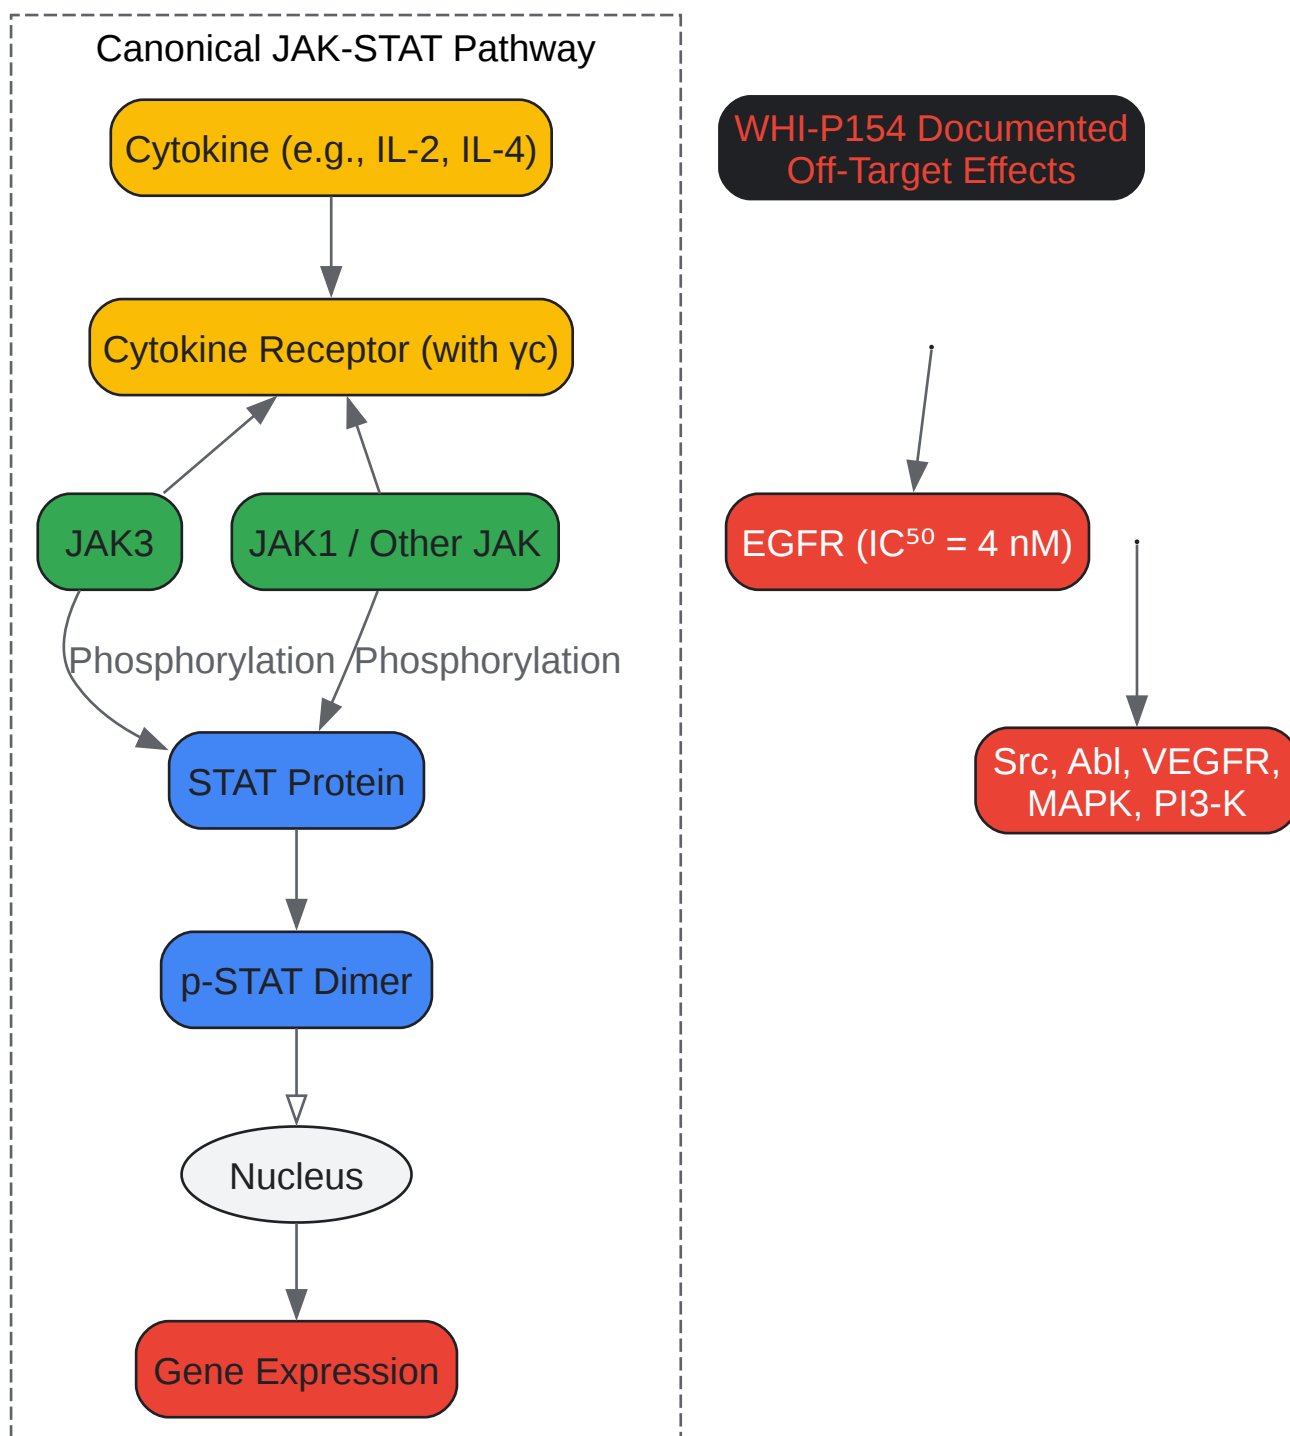 Canonical JAK-STAT Pathway
Cytokine (e.g., IL-2, IL-4)
WHI-P154 Documented
Off-Target Effects
Cytokine Receptor (with γc)
JAK3
JAK1 / Other JAK
EGFR (IC⁵⁰ = 4 nM)
Phosphorylation
Phosphorylation
STAT Protein
Src, Abl, VEGFR,
MAPK, PI3-K
p-STAT Dimer
Nucleus
Gene Expression